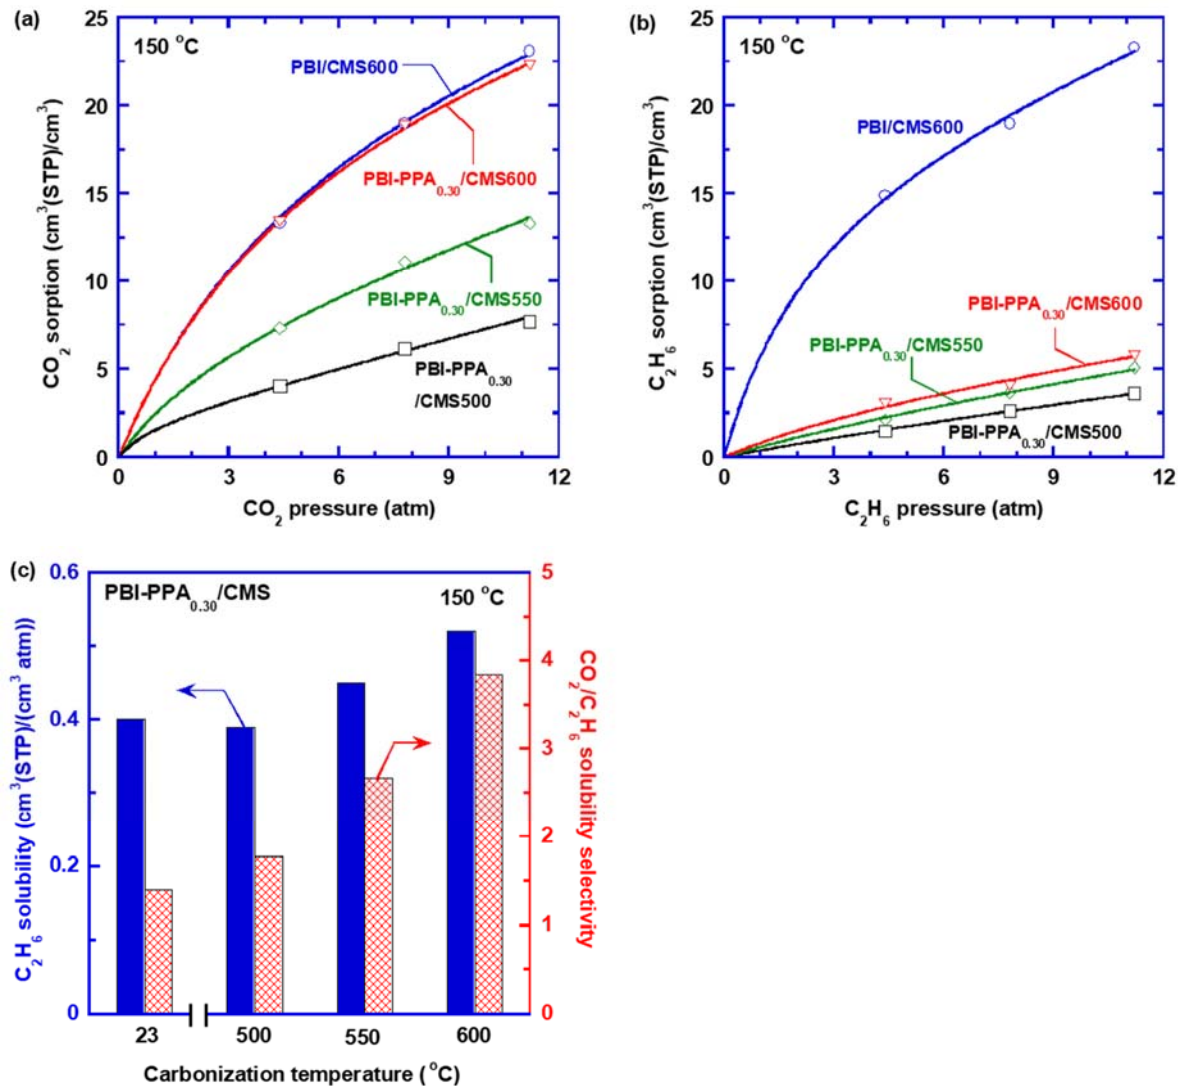 (a)
150 °C
PBI/CMS600
PBI-PPA0.30/CMS600
PBI-PPA0.30/CMS550
PBI-PPA0.30
/CMS500
CO2 sorption (cm3(STP)/cm3)
25
20
15
10
5
0
0 3 6 9 12
CO2 pressure (atm)
(b)
150 °C
PBI/CMS600
PBI-PPA0.30/CMS600
PBI-PPA0.30/CMS550
PBI-PPA0.30/CMS500
C2H6 sorption (cm3(STP)/cm3)
25
20
15
10
5
0
0 3 6 9 12
C2H6 pressure (atm)
(c)
PBI-PPA0.30/CMS
150 °C
C2H6 solubility (cm3(STP)/(cm3 atm))
0.6
0.4
0.2
0
CO2/C2H6 solubility selectivity
5
4
3
2
1
0
23 500 550 600
Carbonization temperature (°C)